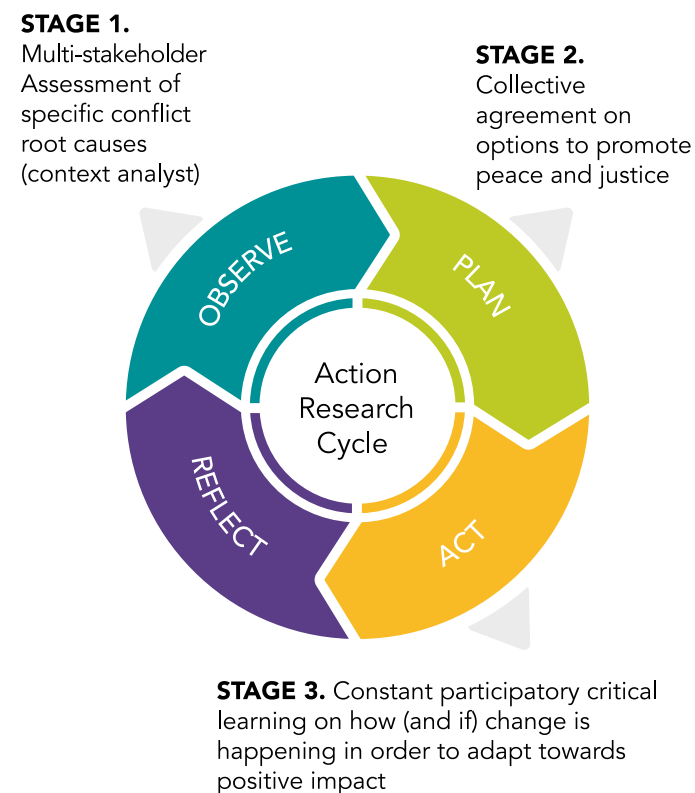 STAGE 1.
Multi-stakeholder
Assessment of
specific conflict
root causes
(context analyst)
STAGE 2.
Collective
agreement on
options to promote
peace and justice
OBSERVE
PLAN
Action
Research
Cycle
REFLECT
ACT
STAGE 3. Constant participatory critical
learning on how (and if) change is
happening in order to adapt towards
positive impact